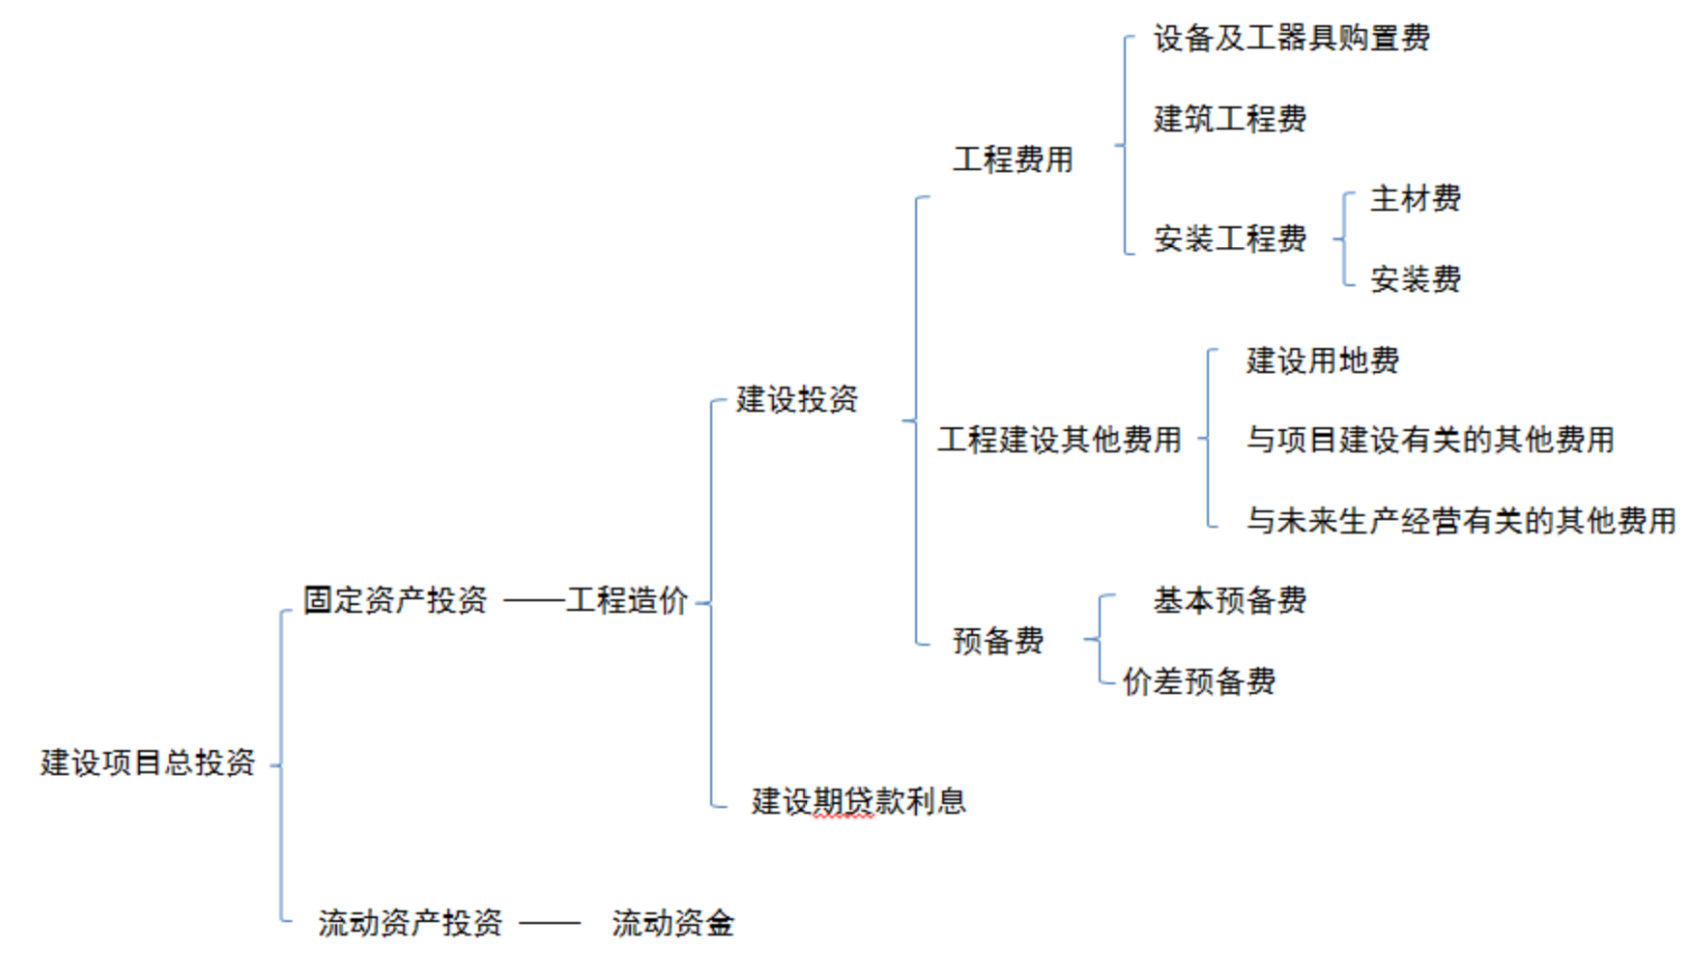 设备及工器具购置费
建筑工程费
工程费用
主材费
安装工程费
安装费
建设用地费
建设投资
工程建设其他费用
与项目建设有关的其他费用
与未来生产经营有关的其他费用
固定资产投资 ——工程造价
基本预备费
预备费
价差预备费
建设项目总投资
建设期贷款利息
流动资产投资 —— 流动资金